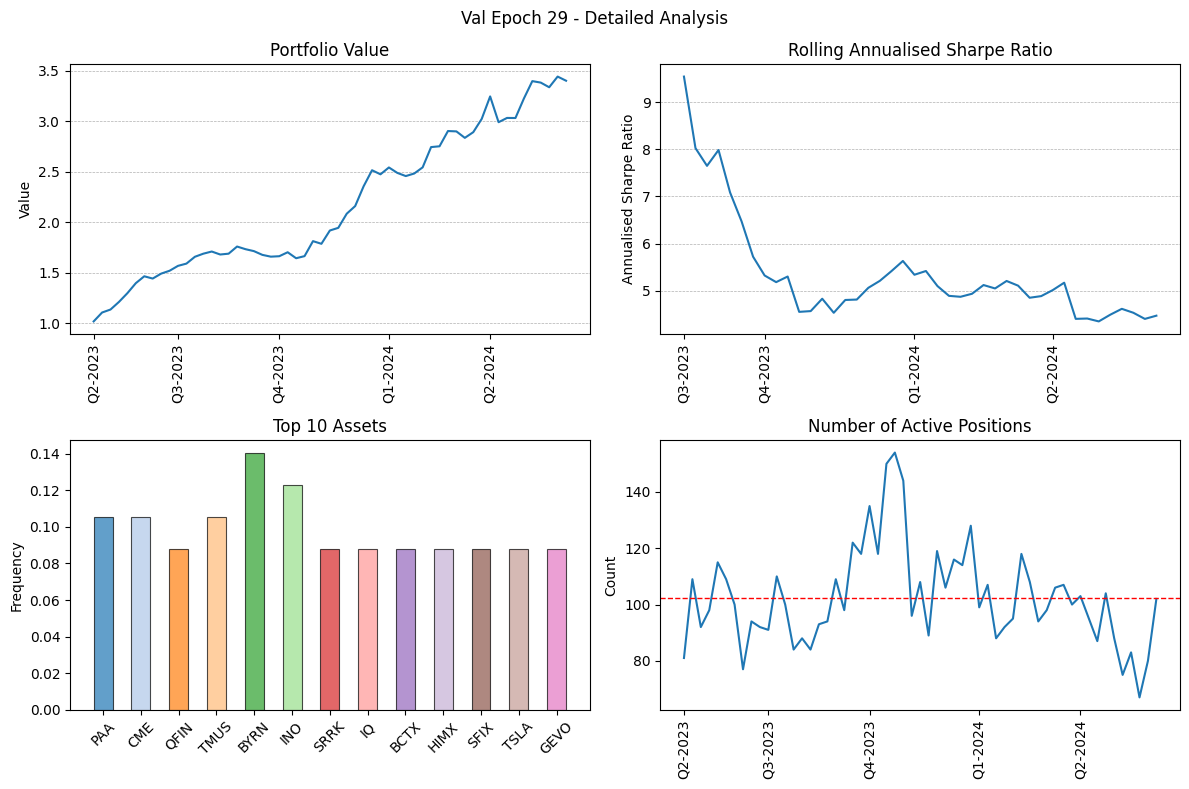 Val Epoch 29 - Detailed Analysis
Portfolio Value
Value
3.5
3.0
2.5
2.0
1.5
1.0
Q2-2023
Q3-2023
Q4-2023
Q1-2024
Q2-2024
Rolling Annualised Sharpe Ratio
Annualised Sharpe Ratio
9
8
7
6
5
Q3-2023
Q4-2023
Q1-2024
Q2-2024
Top 10 Assets
Frequency
0.14
0.12
0.10
0.08
0.06
0.04
0.02
0.00
PAA
CME
QFIN
TMUS
BYRN
INO
SRRK
IQ
BCTX
HIMX
SFIX
TSLA
GEVO
Number of Active Positions
Count
140
120
100
80
Q2-2023
Q3-2023
Q4-2023
Q1-2024
Q2-2024